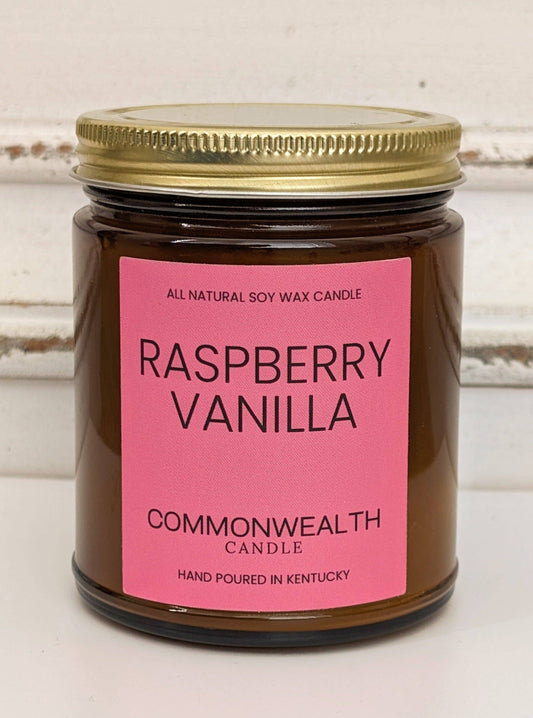 ALL NATURAL SOY WAX CANDLE
RASPBERRY
VANILLA
COMMONWEALTH
CANDLE
HAND POURED IN KENTUCKY